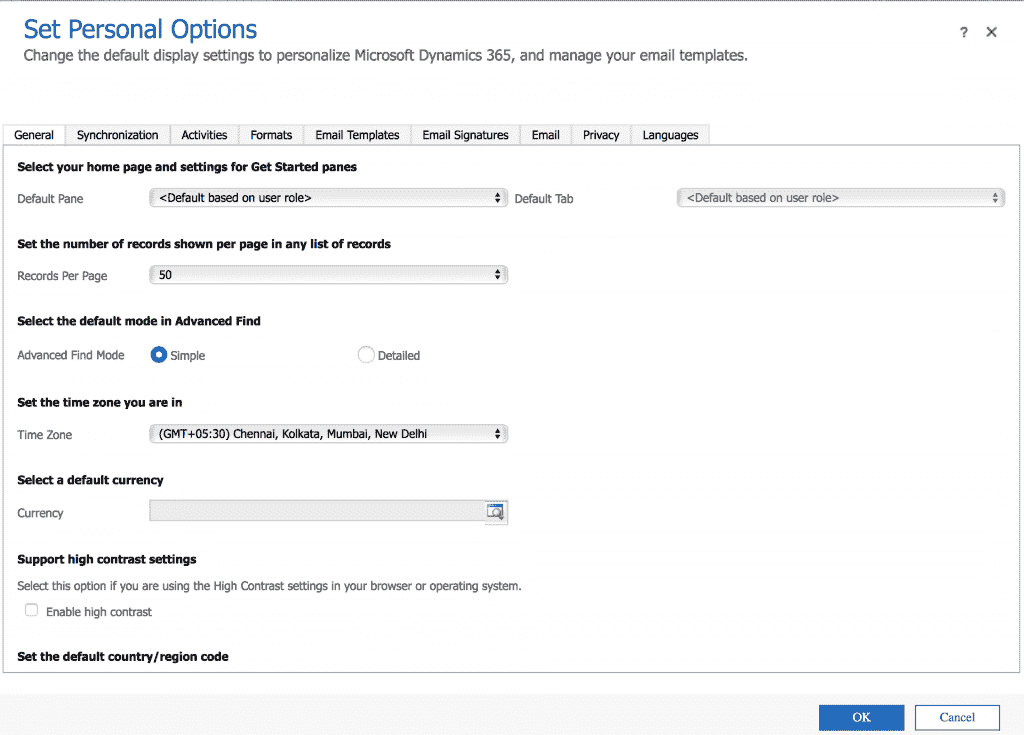 Set Personal Options
? ✕
Change the default display settings to personalize Microsoft Dynamics 365, and manage your email templates.
General Synchronization Activities Formats Email Templates Email Signatures Email Privacy Languages
Select your home page and settings for Get Started panes
Default Pane <Default based on user role> Default Tab <Default based on user role>
Set the number of records shown per page in any list of records
Records Per Page 50
Select the default mode in Advanced Find
Advanced Find Mode Simple Detailed
Set the time zone you are in
Time Zone (GMT+05:30) Chennai, Kolkata, Mumbai, New Delhi
Select a default currency
Currency
Support high contrast settings
Select this option if you are using the High Contrast settings in your browser or operating system.
Enable high contrast
Set the default country/region code
OK Cancel